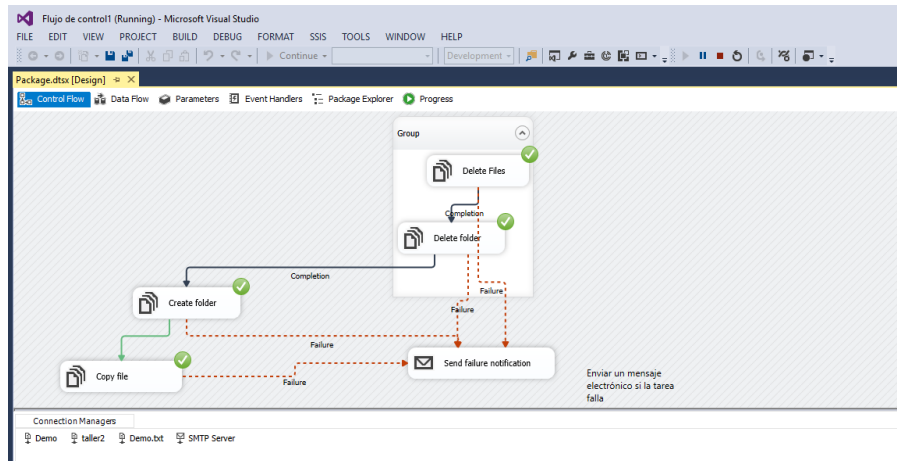 Flujo de control1 (Running) - Microsoft Visual Studio
FILE EDIT VIEW PROJECT BUILD DEBUG FORMAT SSIS TOOLS WINDOW HELP
Continue Development
Package.dtsx [Design]
Control Flow Data Flow Parameters Event Handlers Package Explorer Progress
Group
Delete Files
Completion
Delete folder
Completion
Failure
Create folder
Failure
Failure
Send failure notification
Copy file
Failure
Enviar un mensaje
electrónico si la tarea
falla
Connection Managers
Demo taller2 Demo.txt SMTP Server